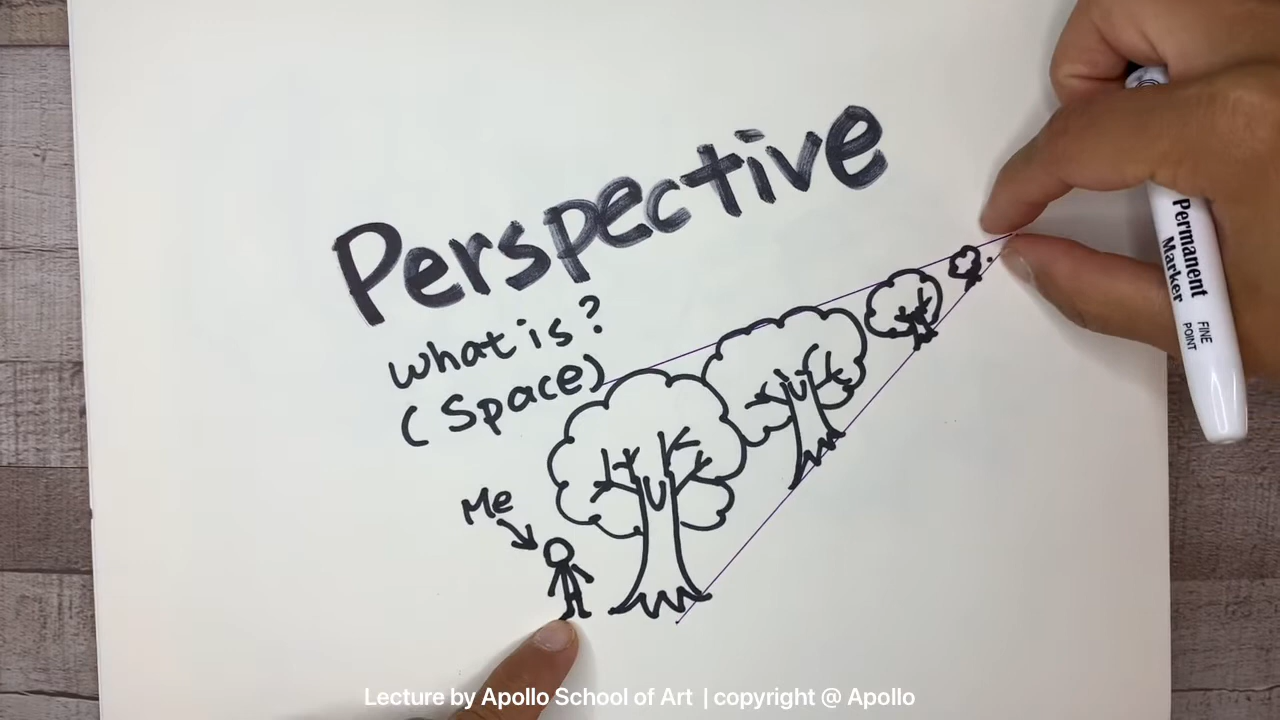 Perspective
What is?
(Space)
Me
Permanent
Marker
FINE
POINT
Lecture by Apollo School of Art | copyright @ Apollo